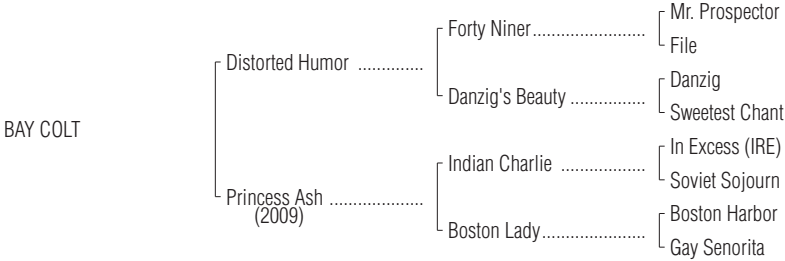 Mr. Prospector
Forty Niner........................
File
Distorted Humor ..............
Danzig
Danzig's Beauty ................
Sweetest Chant
BAY COLT
In Excess (IRE)
Indian Charlie ..................
Soviet Sojourn
Princess Ash ....................
(2009)
Boston Harbor
Boston Lady......................
Gay Senorita